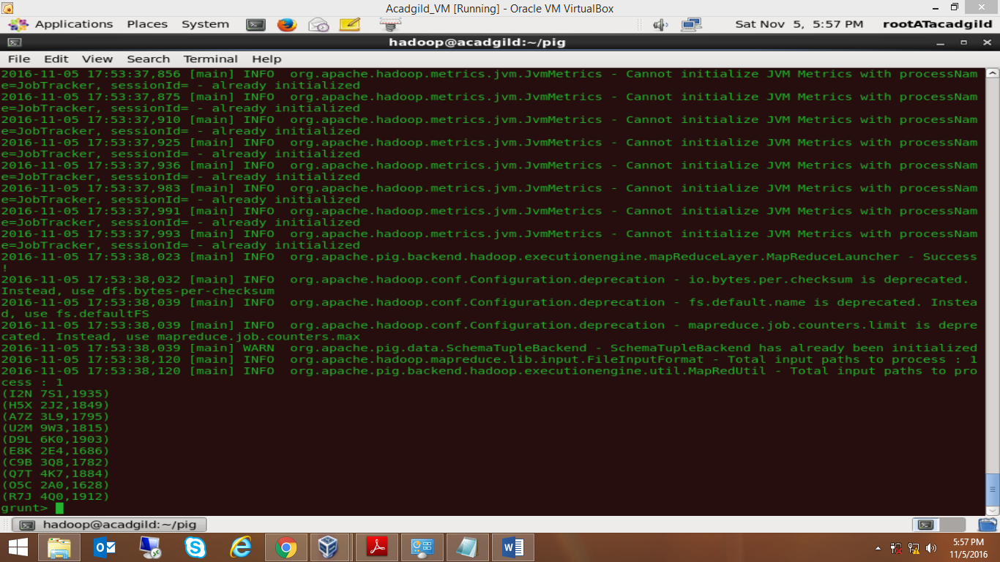 Acadgild_VM [Running] - Oracle VM VirtualBox
Applications Places System Sat Nov 5, 5:57 PM rootATacadgild
hadoop@acadgild:~/pig
File Edit View Search Terminal Help
2016-11-05 17:53:37,856 [main] INFO  org.apache.hadoop.metrics.jvm.JvmMetrics - Cannot initialize JVM Metrics with processNam
e=JobTracker, sessionId= - already initialized
2016-11-05 17:53:37,875 [main] INFO  org.apache.hadoop.metrics.jvm.JvmMetrics - Cannot initialize JVM Metrics with processNam
e=JobTracker, sessionId= - already initialized
2016-11-05 17:53:37,910 [main] INFO  org.apache.hadoop.metrics.jvm.JvmMetrics - Cannot initialize JVM Metrics with processNam
e=JobTracker, sessionId= - already initialized
2016-11-05 17:53:37,925 [main] INFO  org.apache.hadoop.metrics.jvm.JvmMetrics - Cannot initialize JVM Metrics with processNam
e=JobTracker, sessionId= - already initialized
2016-11-05 17:53:37,936 [main] INFO  org.apache.hadoop.metrics.jvm.JvmMetrics - Cannot initialize JVM Metrics with processNam
e=JobTracker, sessionId= - already initialized
2016-11-05 17:53:37,983 [main] INFO  org.apache.hadoop.metrics.jvm.JvmMetrics - Cannot initialize JVM Metrics with processNam
e=JobTracker, sessionId= - already initialized
2016-11-05 17:53:37,991 [main] INFO  org.apache.hadoop.metrics.jvm.JvmMetrics - Cannot initialize JVM Metrics with processNam
e=JobTracker, sessionId= - already initialized
2016-11-05 17:53:37,993 [main] INFO  org.apache.hadoop.metrics.jvm.JvmMetrics - Cannot initialize JVM Metrics with processNam
e=JobTracker, sessionId= - already initialized
2016-11-05 17:53:38,023 [main] INFO  org.apache.pig.backend.hadoop.executionengine.mapReduceLayer.MapReduceLauncher - Success
!
2016-11-05 17:53:38,032 [main] INFO  org.apache.hadoop.conf.Configuration.deprecation - io.bytes.per.checksum is deprecated.
Instead, use dfs.bytes-per-checksum
2016-11-05 17:53:38,039 [main] INFO  org.apache.hadoop.conf.Configuration.deprecation - fs.default.name is deprecated. Instea
d, use fs.defaultFS
2016-11-05 17:53:38,039 [main] INFO  org.apache.hadoop.conf.Configuration.deprecation - mapreduce.job.counters.limit is depre
cated. Instead, use mapreduce.job.counters.max
2016-11-05 17:53:38,039 [main] WARN  org.apache.pig.data.SchemaTupleBackend - SchemaTupleBackend has already been initialized
2016-11-05 17:53:38,120 [main] INFO  org.apache.hadoop.mapreduce.lib.input.FileInputFormat - Total input paths to process : 1
2016-11-05 17:53:38,120 [main] INFO  org.apache.pig.backend.hadoop.executionengine.util.MapRedUtil - Total input paths to pro
cess : 1
(I2N 7S1,1935)
(H5X 2J2,1849)
(A7Z 3L9,1795)
(U2M 9W3,1815)
(D9L 6K0,1903)
(E8K 2E4,1686)
(C9B 3Q8,1782)
(Q7T 4K7,1884)
(O5C 2A0,1628)
(R7J 4Q0,1912)
grunt>
hadoop@acadgild:~/pig
5:57 PM
11/5/2016